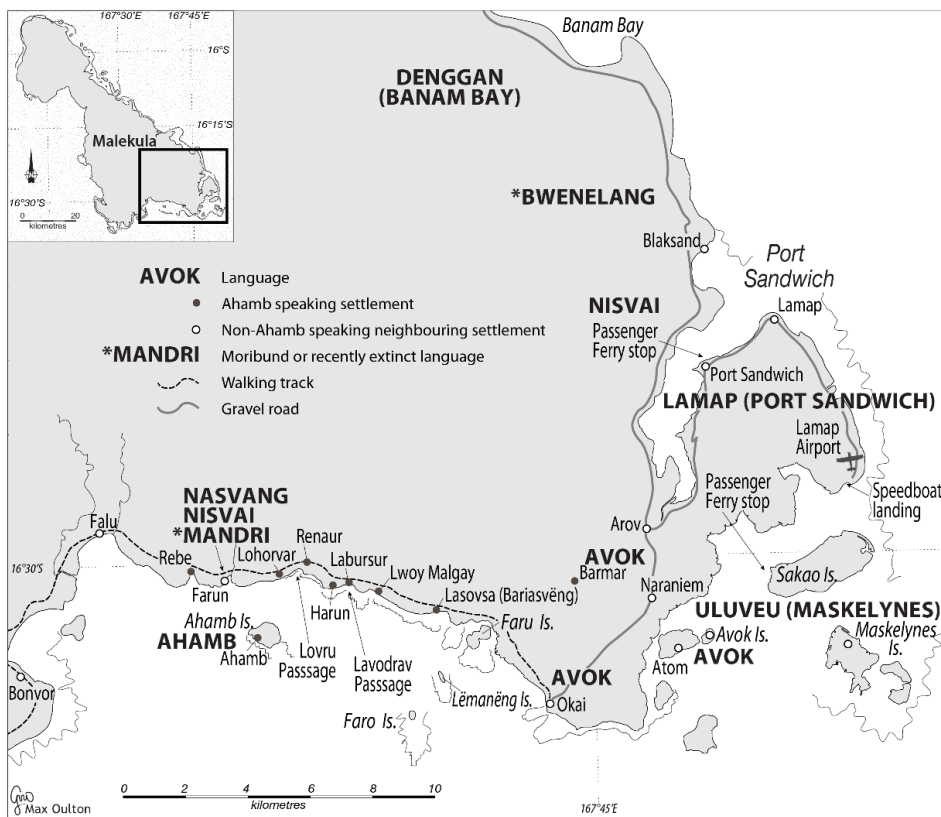 167°30'E
167°45'E
16°S
16°15'S
16°30'S
Malekula
N
0 20
kilometres
Banam Bay
DENGGAN
(BANAM BAY)
*BWENELANG
Blaksand
Port
Sandwich
Lamap
AVOK Language
Ahamb speaking settlement
Non-Ahamb speaking neighbouring settlement
*MANDRI Moribund or recently extinct language
Walking track
Gravel road
NISVAI
Passenger
Ferry stop
Port Sandwich
LAMAP (PORT SANDWICH)
Lamap
Airport
Passenger
Ferry stop
Speedboat
landing
NASVANG
NISVAI
*MANDRI
Falu
Rebe
Farun
Lohorvar
Renaur
Labursur
Lwoy Malgay
Lasovsa (Bariasvëng)
Harun
Arov
AVOK
Barmar
Naraniem
Sakao Is.
16°30'S
Ahamb Is.
AHAMB
Ahamb
Lovru
Passsage
Lavodrav
Passsage
Faru Is.
ULUVEU (MASKELYNES)
Avok Is.
AVOK
Atom
Maskelynes
Is.
Bonvor
Faro Is.
Lëmanëng Is.
AVOK
Okai
0 2 4 6 8 10
kilometres
167°45'E
Max Oulton